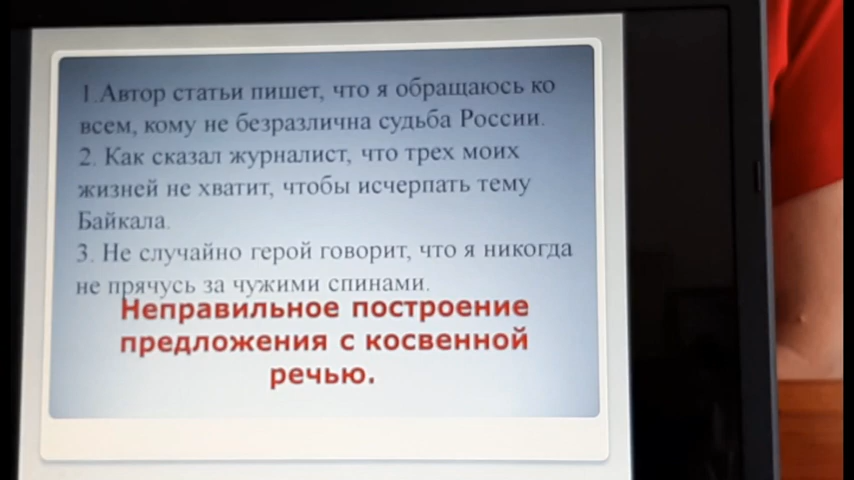 1.Автор статьи пишет, что я обращаюсь ко
всем, кому не безразлична судьба России.
2. Как сказал журналист, что трех моих
жизней не хватит, чтобы исчерпать тему
Байкала.
3. Не случайно герой говорит, что я никогда
не прячусь за чужими спинами.
Неправильное построение
предложения с косвенной
речью.